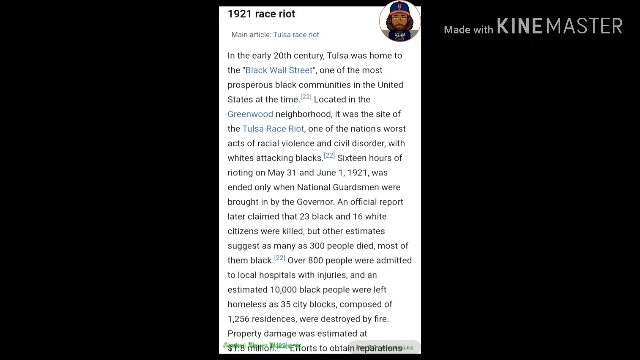 1921 race riot
Made with KINEMASTER
Main article: Tulsa race riot
In the early 20th century, Tulsa was home to
the "Black Wall Street", one of the most
prosperous black communities in the United
States at the time.[22] Located in the
Greenwood neighborhood, it was the site of
the Tulsa Race Riot, one of the nation's worst
acts of racial violence and civil disorder, with
whites attacking blacks.[22] Sixteen hours of
rioting on May 31 and June 1, 1921, was
ended only when National Guardsmen were
brought in by the Governor. An official report
later claimed that 23 black and 16 white
citizens were killed, but other estimates
suggest as many as 300 people died, most of
them black.[22] Over 800 people were admitted
to local hospitals with injuries, and an
estimated 10,000 black people were left
homeless as 35 city blocks, composed of
1,256 residences, were destroyed by fire.
Property damage was estimated at
$1.8 million. Efforts to obtain reparations